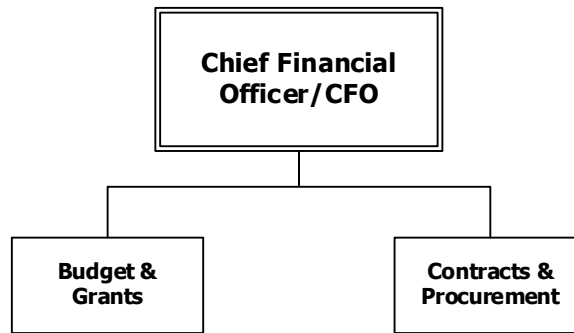 Chief Financial
Officer/CFO
Budget &
Grants
Contracts &
Procurement